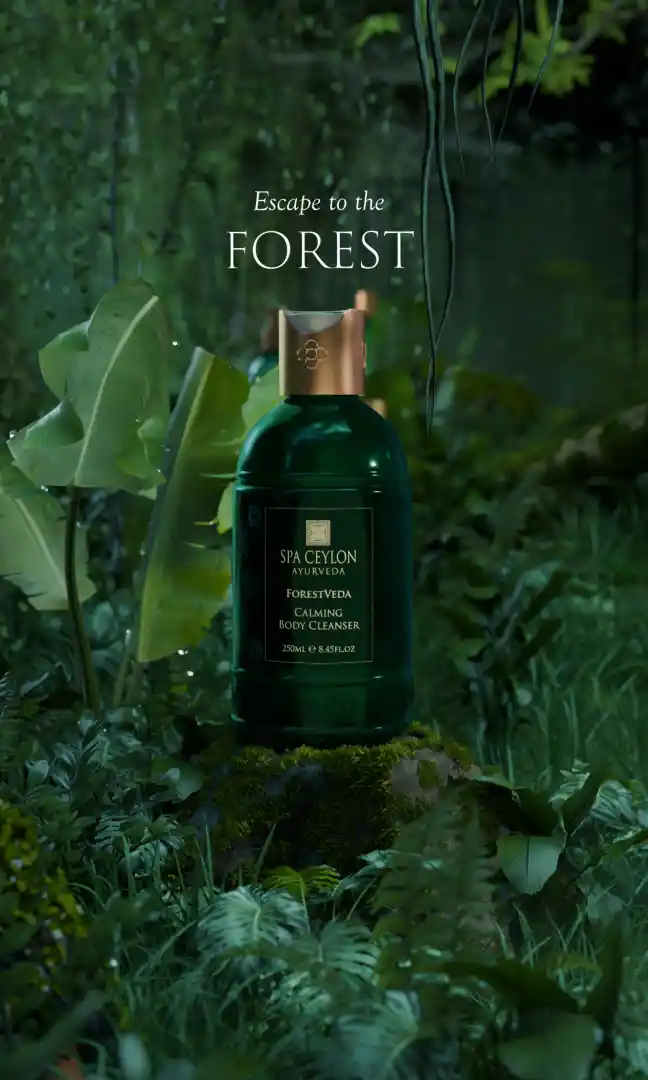 Escape to the
FOREST
SPA CEYLON
AYURVEDA
FORESTVEDA
CALMING
BODY CLEANSER
250ML ℮ 8.45FL.OZ